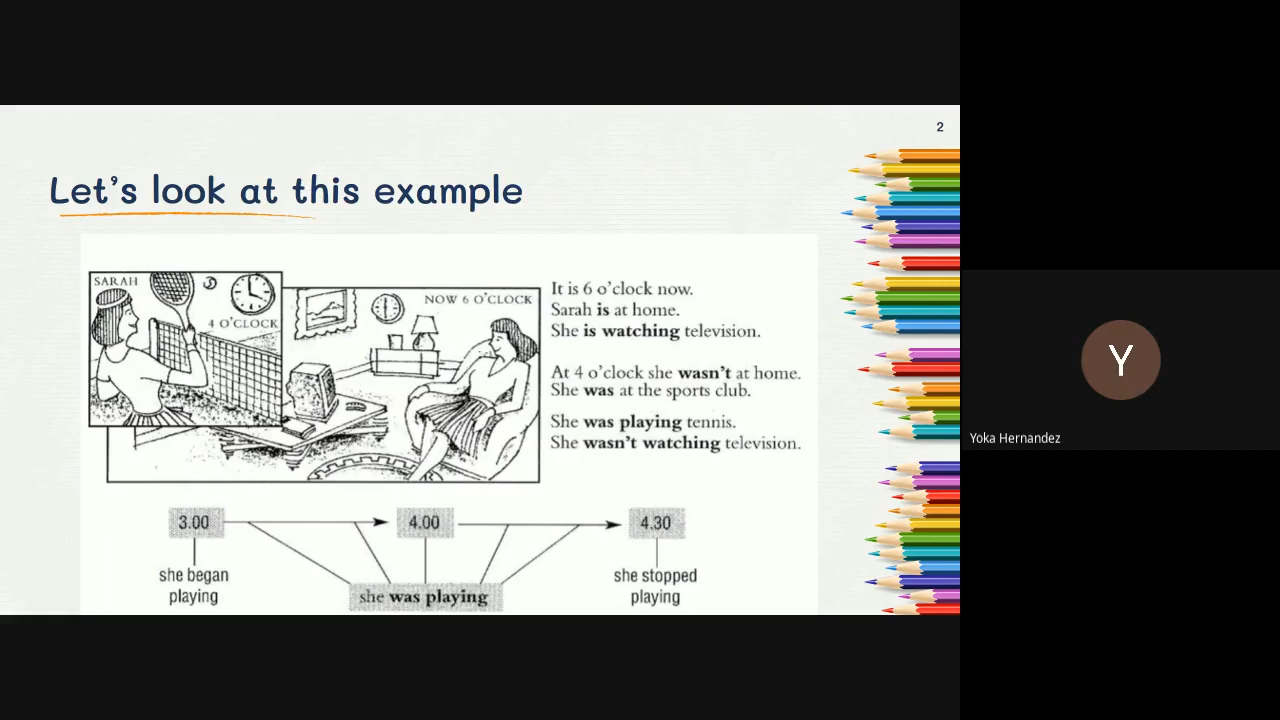 2
Let's look at this example
SARAH
4 O'CLOCK
NOW 6 O'CLOCK
It is 6 o'clock now.
Sarah is at home.
She is watching television.
At 4 o'clock she wasn't at home.
She was at the sports club.
She was playing tennis.
She wasn't watching television.
3.00
4.00
4.30
she began
playing
she was playing
she stopped
playing
Y
Yoka Hernandez